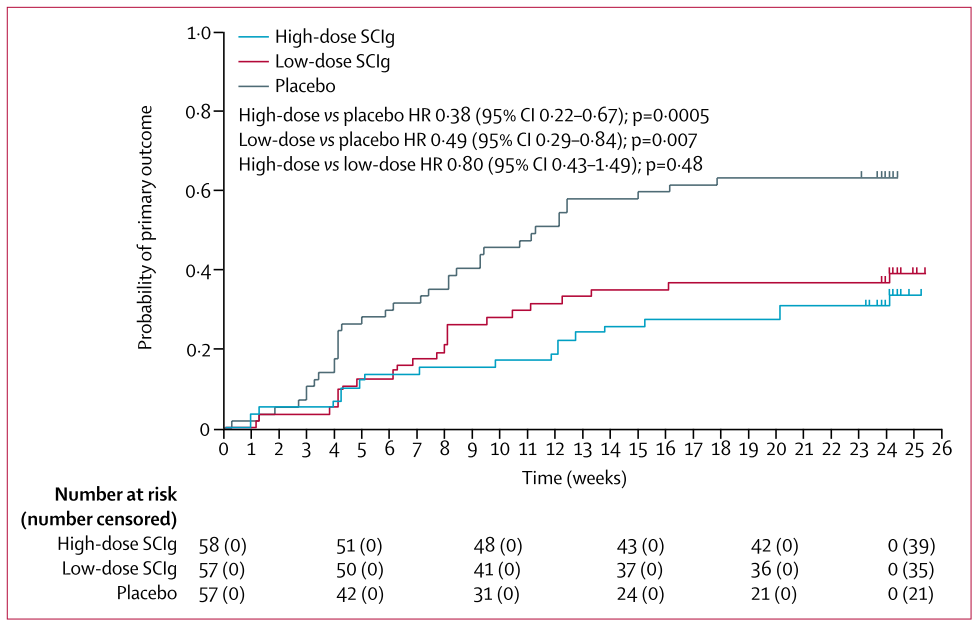 1·0
0·8
0·6
0·4
0·2
0
Probability of primary outcome
High-dose SCIg
Low-dose SCIg
Placebo
High-dose vs placebo HR 0·38 (95% CI 0·22–0·67); p=0·0005
Low-dose vs placebo HR 0·49 (95% CI 0·29–0·84); p=0·007
High-dose vs low-dose HR 0·80 (95% CI 0·43–1·49); p=0·48
0 1 2 3 4 5 6 7 8 9 10 11 12 13 14 15 16 17 18 19 20 21 22 23 24 25 26
Time (weeks)
Number at risk
(number censored)
High-dose SCIg 58 (0) 51 (0) 48 (0) 43 (0) 42 (0) 0 (39)
Low-dose SCIg 57 (0) 50 (0) 41 (0) 37 (0) 36 (0) 0 (35)
Placebo 57 (0) 42 (0) 31 (0) 24 (0) 21 (0) 0 (21)